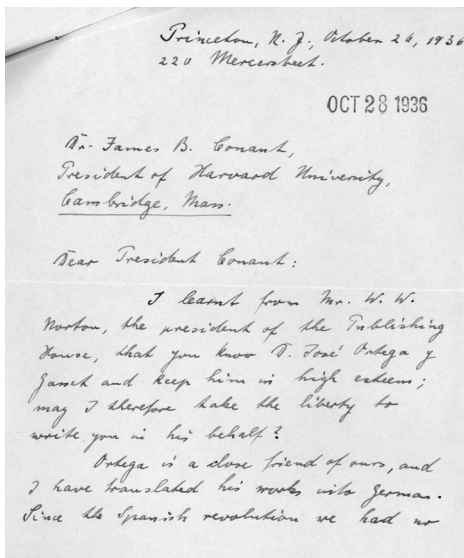 Princeton, N. J., October 26, 1936
220 Mercerstreet.
OCT 28 1936
Dr. James B. Conant,
President of Harvard University,
Cambridge, Mass.
Dear President Conant:
I learnt from Mr. W. W.
Norton, the president of the Publishing
House, that you know D. José Ortega y
Gasset and keep him in high esteem;
may I therefore take the liberty to
write you in his behalf?
Ortega is a close friend of ours, and
I have translated his works into German.
Since the Spanish revolution we had no